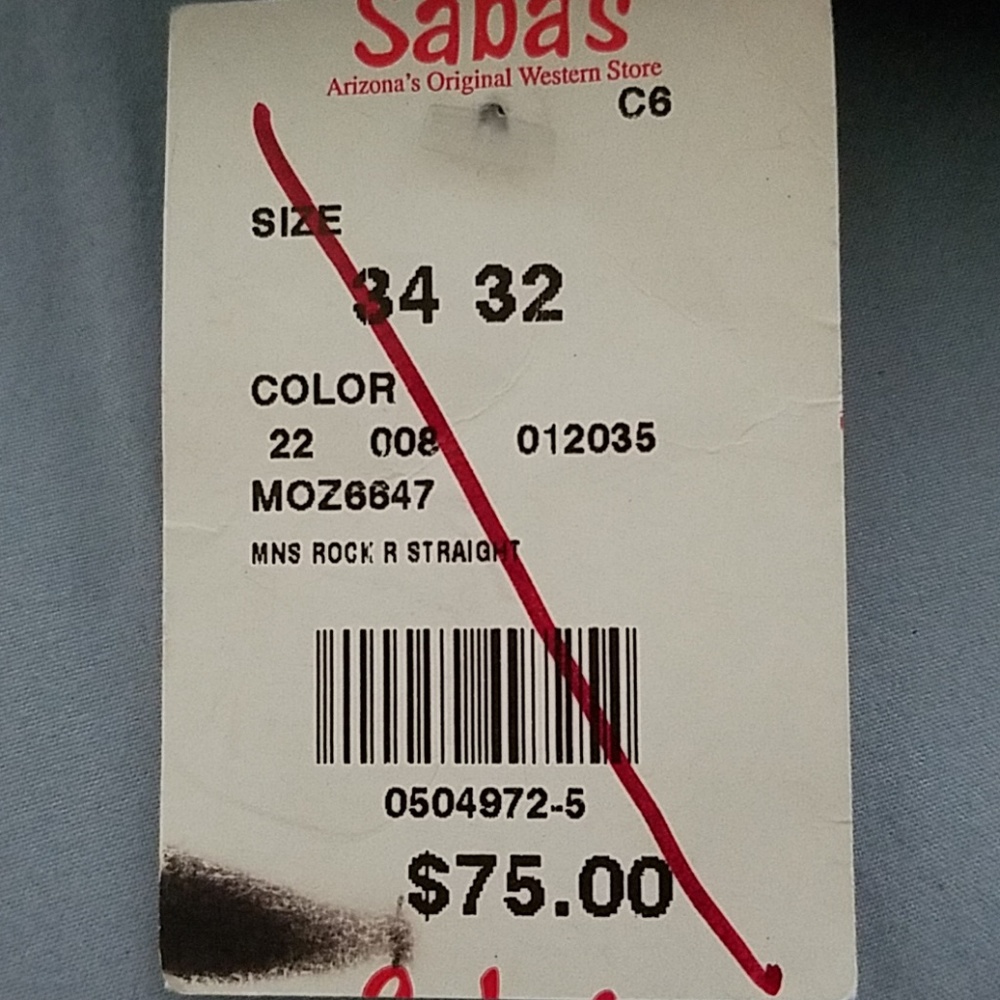 Saba's
Arizona's Original Western Store
C6
SIZE
34 32
COLOR
22 008 012035
MOZ6647
MNS ROCK R STRAIGHT
0504972-5
$75.00